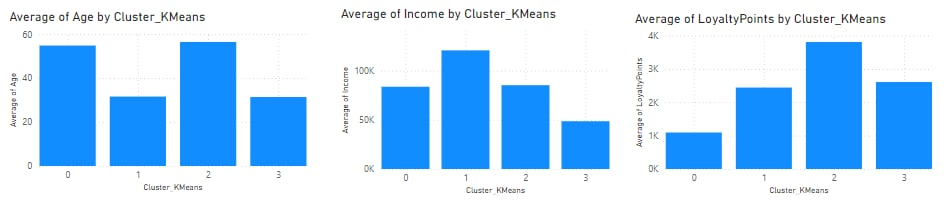 Average of Age by Cluster_KMeans
60
40
20
0
Average of Age
0 1 2 3
Cluster_KMeans
Average of Income by Cluster_KMeans
100K
50K
0K
Average of Income
0 1 2 3
Cluster_KMeans
Average of LoyaltyPoints by Cluster_KMeans
4K
3K
2K
1K
0K
Average of LoyaltyPoints
0 1 2 3
Cluster_KMeans